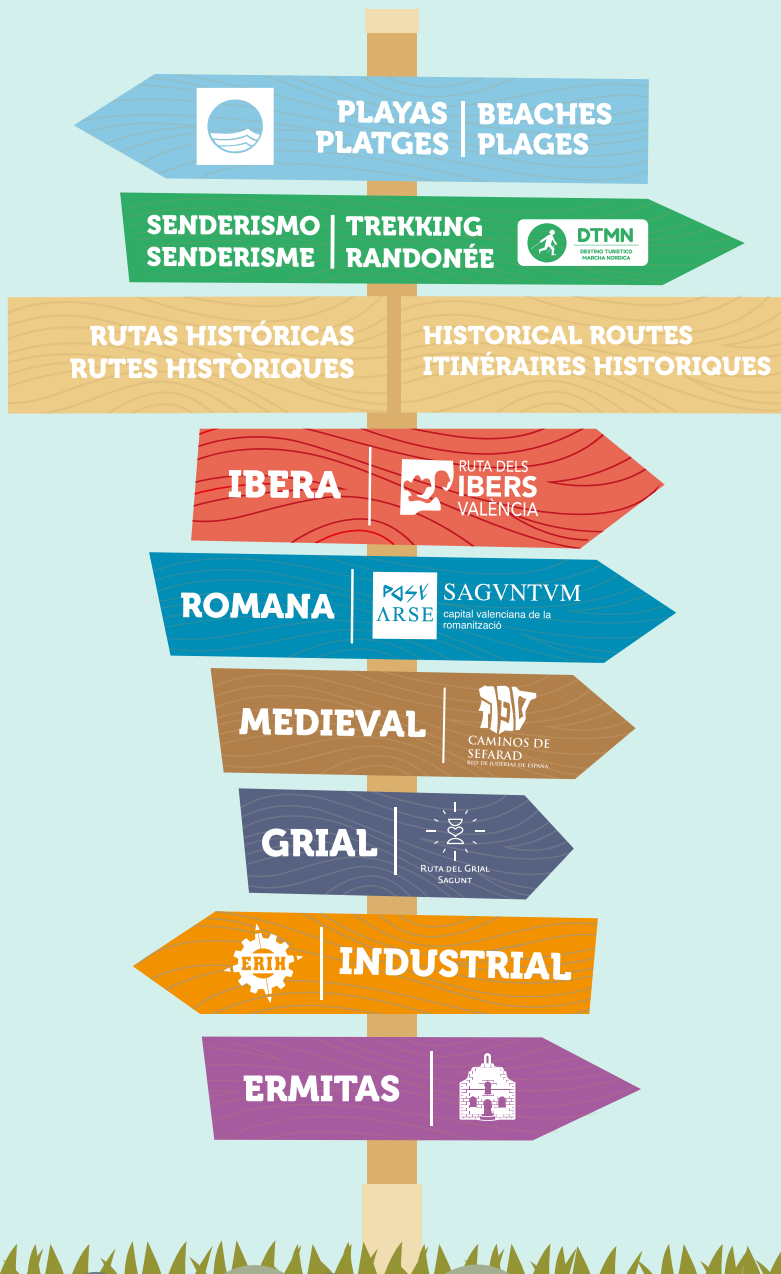 PLAYAS
PLATGES
BEACHES
PLAGES
SENDERISMO
SENDERISME
TREKKING
RANDONÉE
DTMN
DESTINO TURISTICO
MARCHA NORDICA
RUTAS HISTÓRICAS
RUTES HISTÒRIQUES
HISTORICAL ROUTES
ITINÉRAIRES HISTORIQUES
IBERA
RUTA DELS
IBERS
VALÈNCIA
ROMANA
ARSE
SAGVNTVM
capital valenciana de la
romanització
MEDIEVAL
CAMINOS DE
SEFARAD
RED DE JUDERÍAS DE ESPAÑA
GRIAL
RUTA DEL GRIAL
SAGUNT
ERIH
INDUSTRIAL
ERMITAS